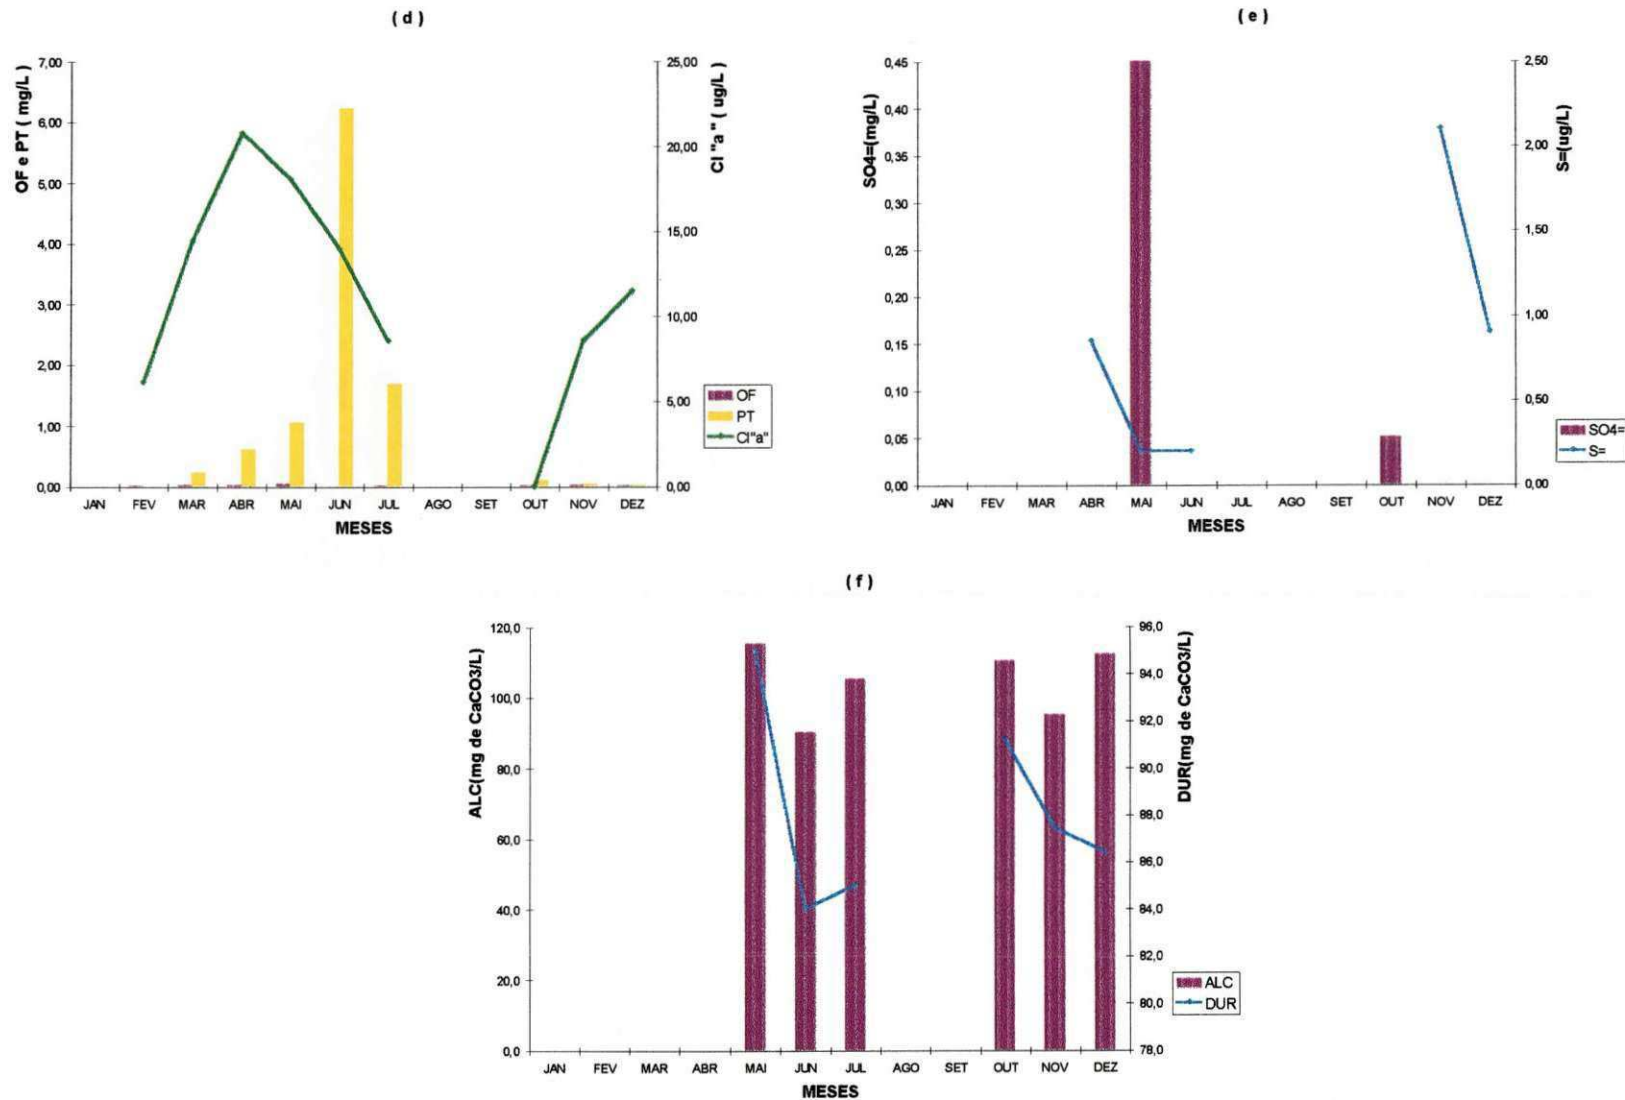 ( d )
OF e PT ( mg/L )
7,00
6,00
5,00
4,00
3,00
2,00
1,00
0,00
25,00
20,00
15,00
10,00
5,00
0,00
Cl "a" ( ug/L )
JAN FEV MAR ABR MAI JUN JUL AGO SET OUT NOV DEZ
MESES
OF
PT
Cl"a"
( e )
SO4=(mg/L)
0,45
0,40
0,35
0,30
0,25
0,20
0,15
0,10
0,05
0,00
2,50
2,00
1,50
1,00
0,50
0,00
S=(ug/L)
JAN FEV MAR ABR MAI JUN JUL AGO SET OUT NOV DEZ
MESES
SO4=
S=
( f )
ALC(mg de CaCO3/L)
120,0
100,0
80,0
60,0
40,0
20,0
0,0
96,0
94,0
92,0
90,0
88,0
86,0
84,0
82,0
80,0
78,0
DUR(mg de CaCO3/L)
JAN FEV MAR ABR MAI JUN JUL AGO SET OUT NOV DEZ
MESES
ALC
DUR